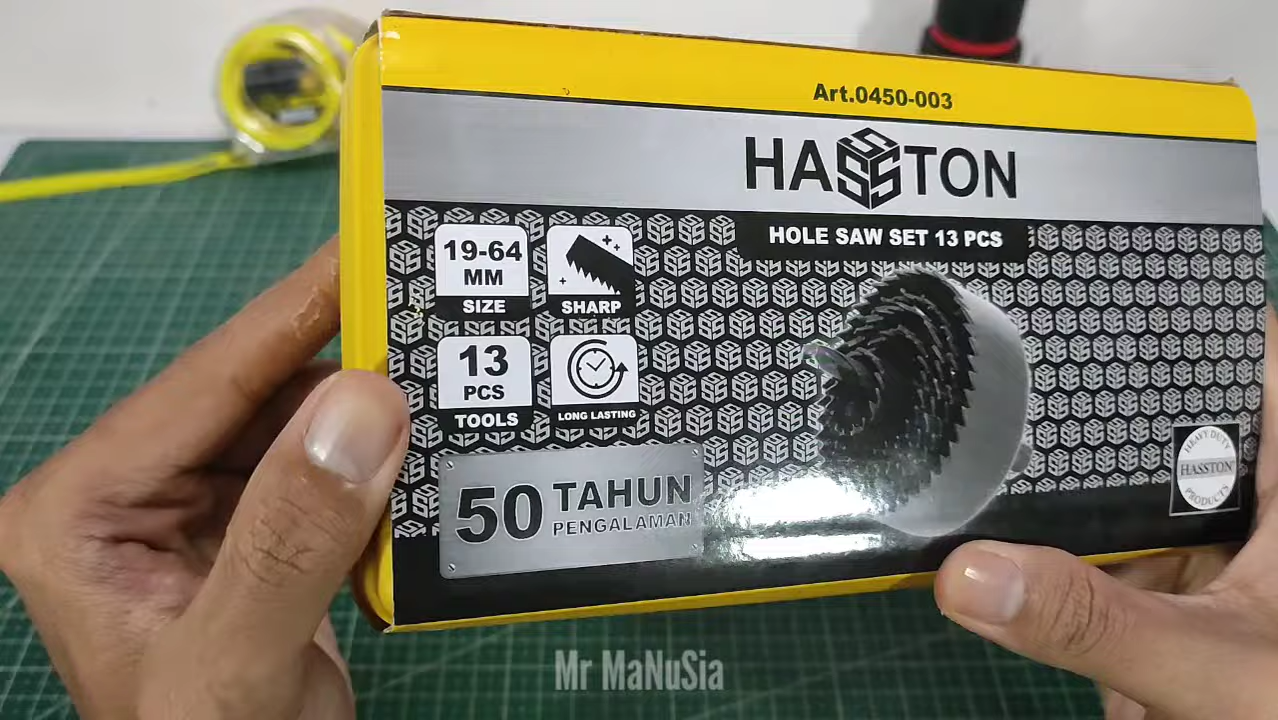 Art.0450-003
HASSTON
HOLE SAW SET 13 PCS
19-64
MM
SIZE
SHARP
13
PCS
TOOLS
LONG LASTING
50 TAHUN
PENGALAMAN
HEAVY DUTY
HASSTON
PRODUCTS
Mr MaNuSia